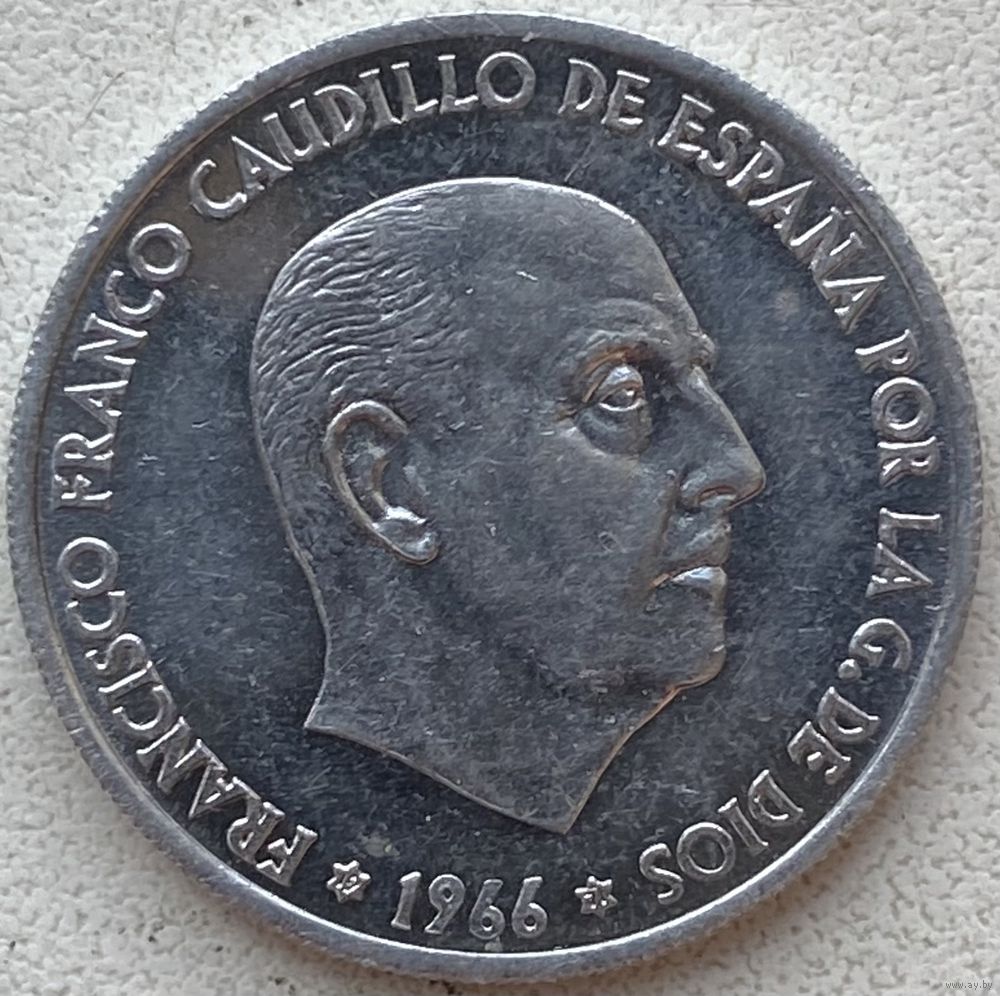 FRANCISCO FRANCO CAUDILLO DE ESPAÑA POR LA G. DE DIOS
1966
www.ay.by